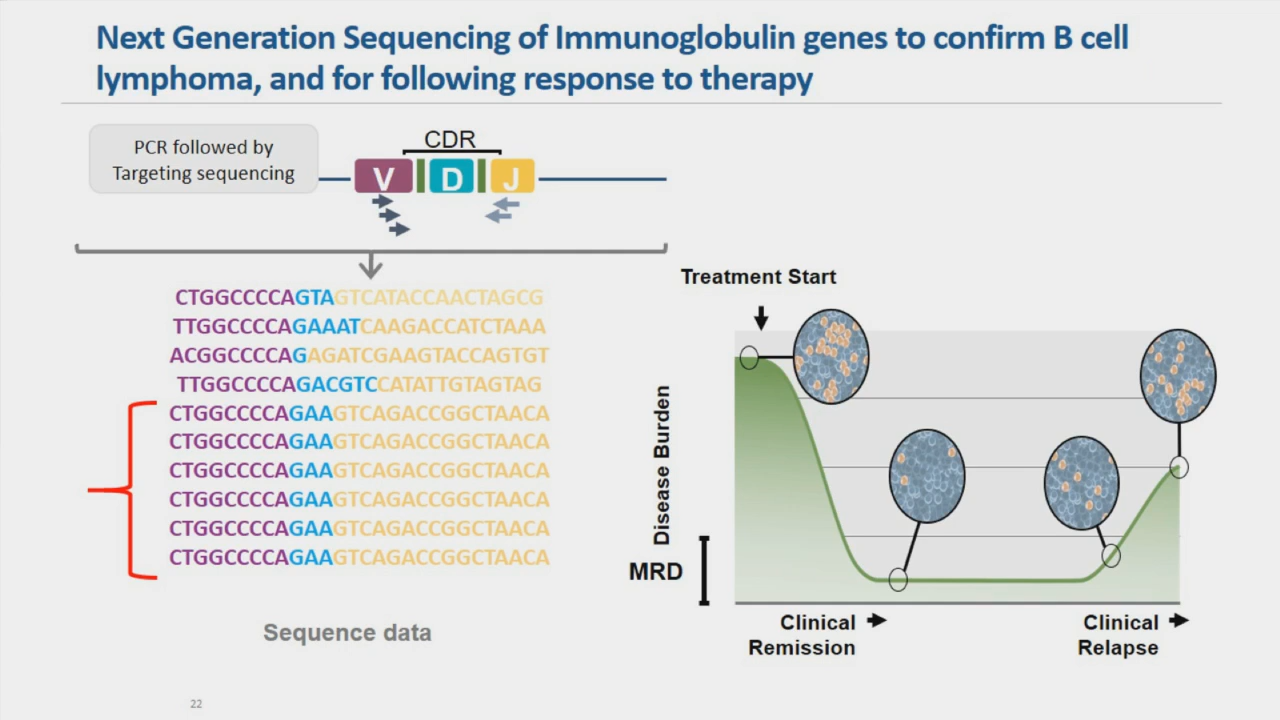 Next Generation Sequencing of Immunoglobulin genes to confirm B cell
lymphoma, and for following response to therapy
PCR followed by
Targeting sequencing
CDR
V D J
CTGGCCCCAGTAGTCATACCAACTAGCG
TTGGCCCCAGAAATCAAGACCATCTAAA
ACGGCCCCAGAGATCGAAGTACCAGTGT
TTGGCCCCAGACGTCCCATATTGTAGTAG
CTGGCCCCAGAAGTCAGACCGGCTAACA
CTGGCCCCAGAAGTCAGACCGGCTAACA
CTGGCCCCAGAAGTCAGACCGGCTAACA
CTGGCCCCAGAAGTCAGACCGGCTAACA
CTGGCCCCAGAAGTCAGACCGGCTAACA
CTGGCCCCAGAAGTCAGACCGGCTAACA
Sequence data
Treatment Start
Disease Burden
MRD
Clinical
Remission
Clinical
Relapse
22